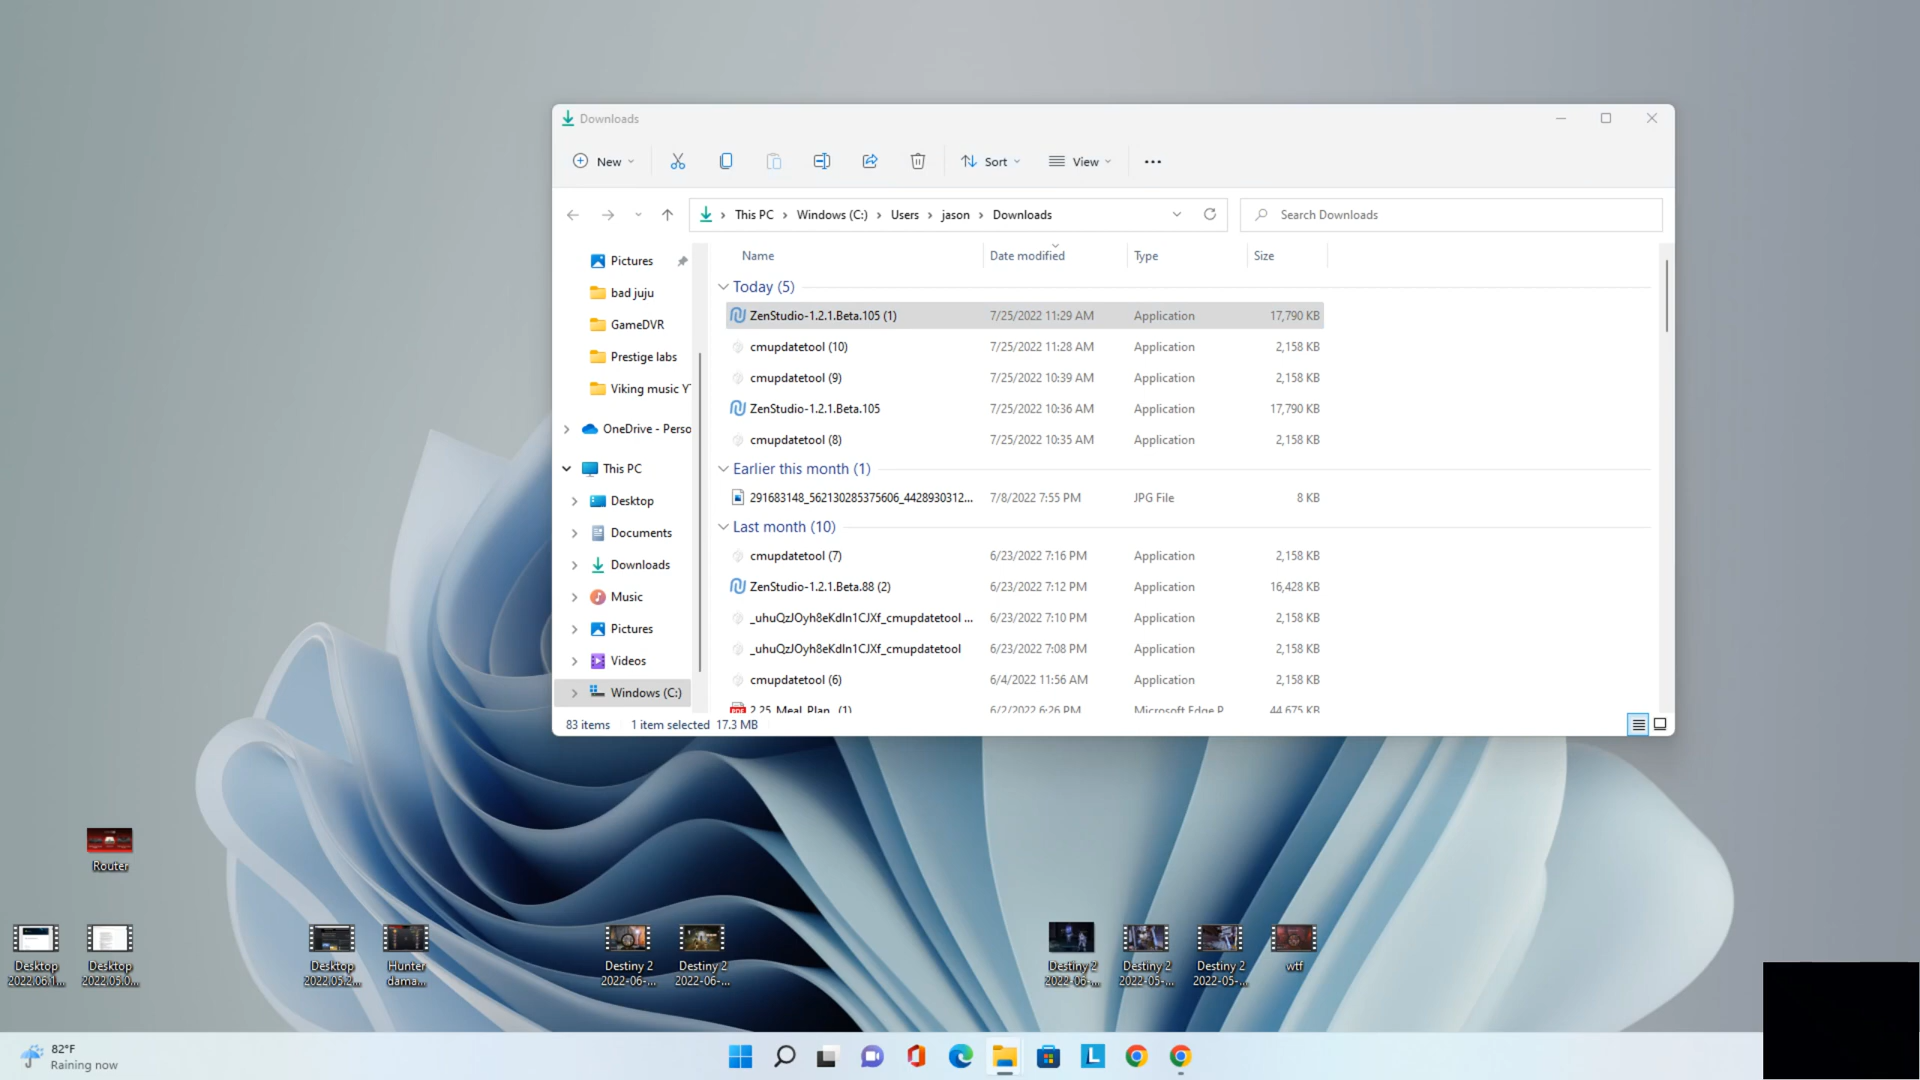 Downloads
New
Sort
View
This PC > Windows (C:) > Users > jason > Downloads
Search Downloads
Pictures
bad juju
GameDVR
Prestige labs
Viking music Y
OneDrive - Perso
This PC
Desktop
Documents
Downloads
Music
Pictures
Videos
Windows (C:)
Name Date modified Type Size
Today (5)
ZenStudio-1.2.1.Beta.105 (1) 7/25/2022 11:29 AM Application 17,790 KB
cmupdatetool (10) 7/25/2022 11:28 AM Application 2,158 KB
cmupdatetool (9) 7/25/2022 10:39 AM Application 2,158 KB
ZenStudio-1.2.1.Beta.105 7/25/2022 10:36 AM Application 17,790 KB
cmupdatetool (8) 7/25/2022 10:35 AM Application 2,158 KB
Earlier this month (1)
291683148_562130285375606_4428930312... 7/8/2022 7:55 PM JPG File 8 KB
Last month (10)
cmupdatetool (7) 6/23/2022 7:16 PM Application 2,158 KB
ZenStudio-1.2.1.Beta.88 (2) 6/23/2022 7:12 PM Application 16,428 KB
_uhuQzJOyh8eKdIn1CJXf_cmupdatetool ... 6/23/2022 7:10 PM Application 2,158 KB
_uhuQzJOyh8eKdIn1CJXf_cmupdatetool 6/23/2022 7:08 PM Application 2,158 KB
cmupdatetool (6) 6/4/2022 11:56 AM Application 2,158 KB
2.25 Meal Plan (1) 6/2/2022 6:26 PM Microsoft Edge P... 44,675 KB
83 items 1 item selected 17.3 MB
Router
Desktop
2022.06.1...
Desktop
2022.05.0...
Desktop
2022.05.2...
Hunter
dama...
Destiny 2
2022-06-...
Destiny 2
2022-06-...
Destiny 2
2022-06-...
Destiny 2
2022-05-...
Destiny 2
2022-05-...
wtf
82°F
Raining now